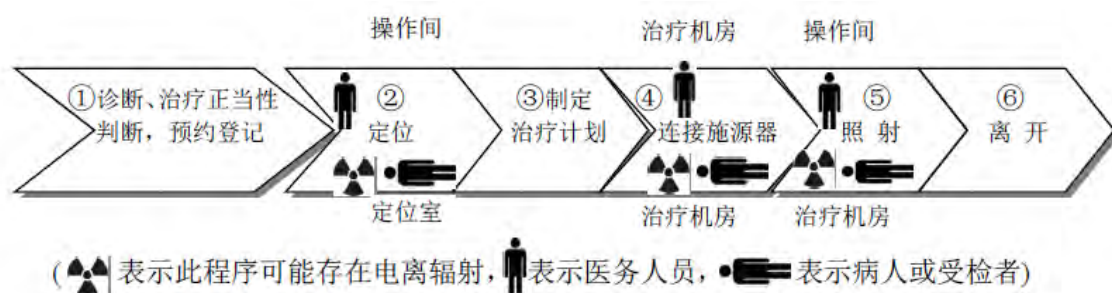 操作间 治疗机房 操作间
①诊断、治疗正当性 ② ③制定 ④ ⑤ ⑥
判断，预约登记 定位 治疗计划 连接施源器 照 射 离 开
定位室 治疗机房 治疗机房
( 表示此程序可能存在电离辐射， 表示医务人员， 表示病人或受检者)